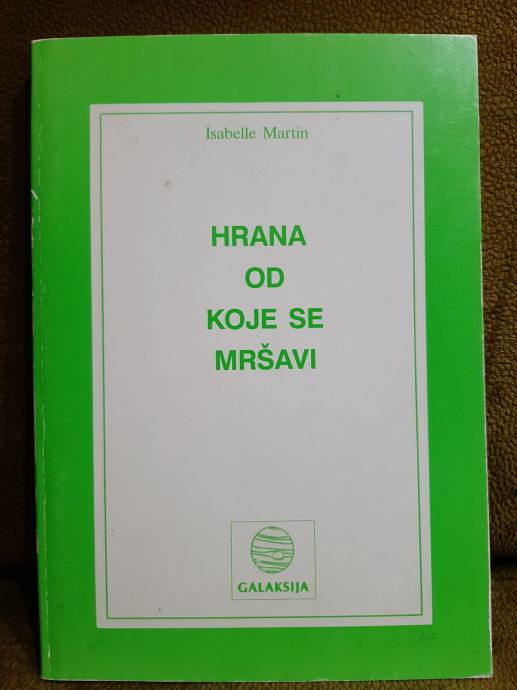 Isabelle Martin
HRANA
OD
KOJE SE
MRŠAVI
GALAKSIJA